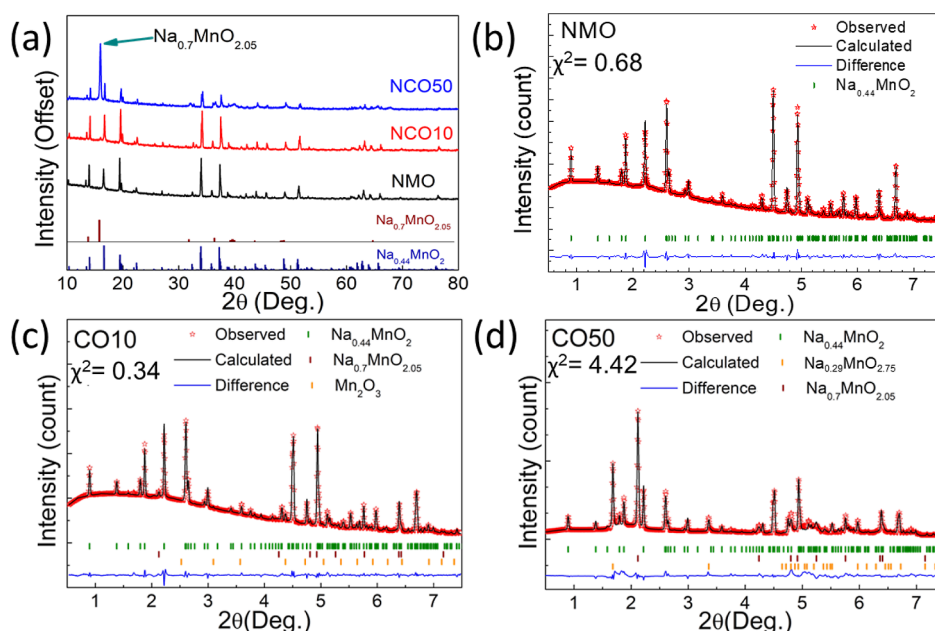 (a)
Na0.7MnO2.05
NCO50
NCO10
NMO
Na0.7MnO2.05
Na0.44MnO2
Intensity (Offset)
10 20 30 40 50 60 70 80
2θ (Deg.)
(b)
NMO
χ²= 0.68
Observed
Calculated
Difference
Na0.44MnO2
Intensity (count)
1 2 3 4 5 6 7
2θ (Deg.)
(c)
CO10
χ²= 0.34
Observed
Calculated
Difference
Na0.44MnO2
Na0.7MnO2.05
Mn2O3
Intensity (count)
1 2 3 4 5 6 7
2θ(Deg.)
(d)
CO50
χ²= 4.42
Observed
Calculated
Difference
Na0.44MnO2
Na0.29MnO2.75
Na0.7MnO2.05
Intensity (count)
1 2 3 4 5 6 7
2θ (Deg.)